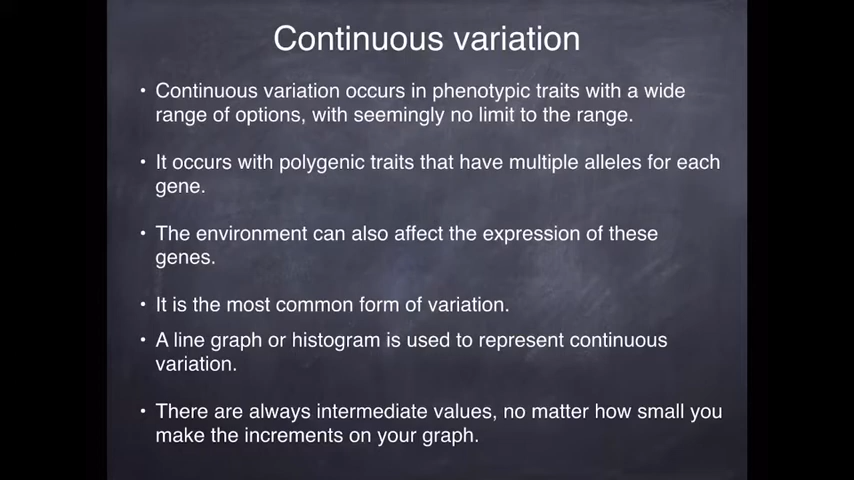 Continuous variation
• Continuous variation occurs in phenotypic traits with a wide
range of options, with seemingly no limit to the range.
• It occurs with polygenic traits that have multiple alleles for each
gene.
• The environment can also affect the expression of these
genes.
• It is the most common form of variation.
• A line graph or histogram is used to represent continuous
variation.
• There are always intermediate values, no matter how small you
make the increments on your graph.